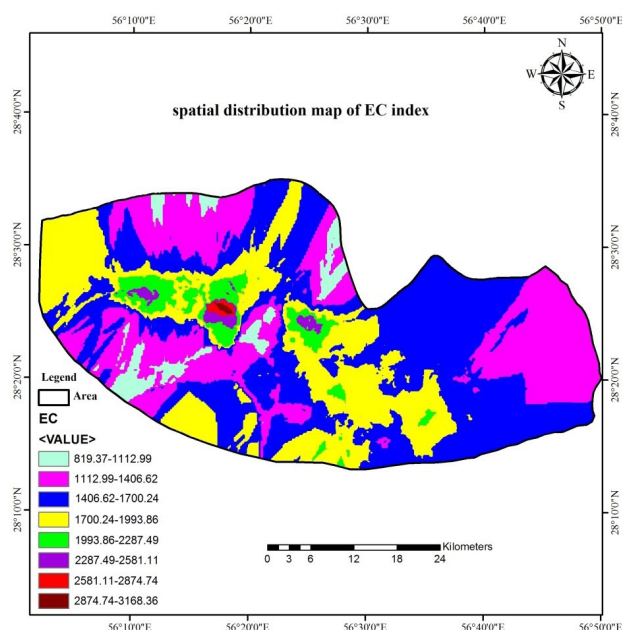 56°10'0"E 56°20'0"E 56°30'0"E 56°40'0"E 56°50'0"E
N
W E
S
spatial distribution map of EC index
28°40'0"N 28°40'0"N
28°30'0"N 28°30'0"N
28°20'0"N 28°20'0"N
28°10'0"N 28°10'0"N
Legend
Area
EC
<VALUE>
819.37-1112.99
1112.99-1406.62
1406.62-1700.24
1700.24-1993.86
1993.86-2287.49
2287.49-2581.11
2581.11-2874.74
2874.74-3168.36
Kilometers
0 3 6 12 18 24
56°10'0"E 56°20'0"E 56°30'0"E 56°40'0"E 56°50'0"E